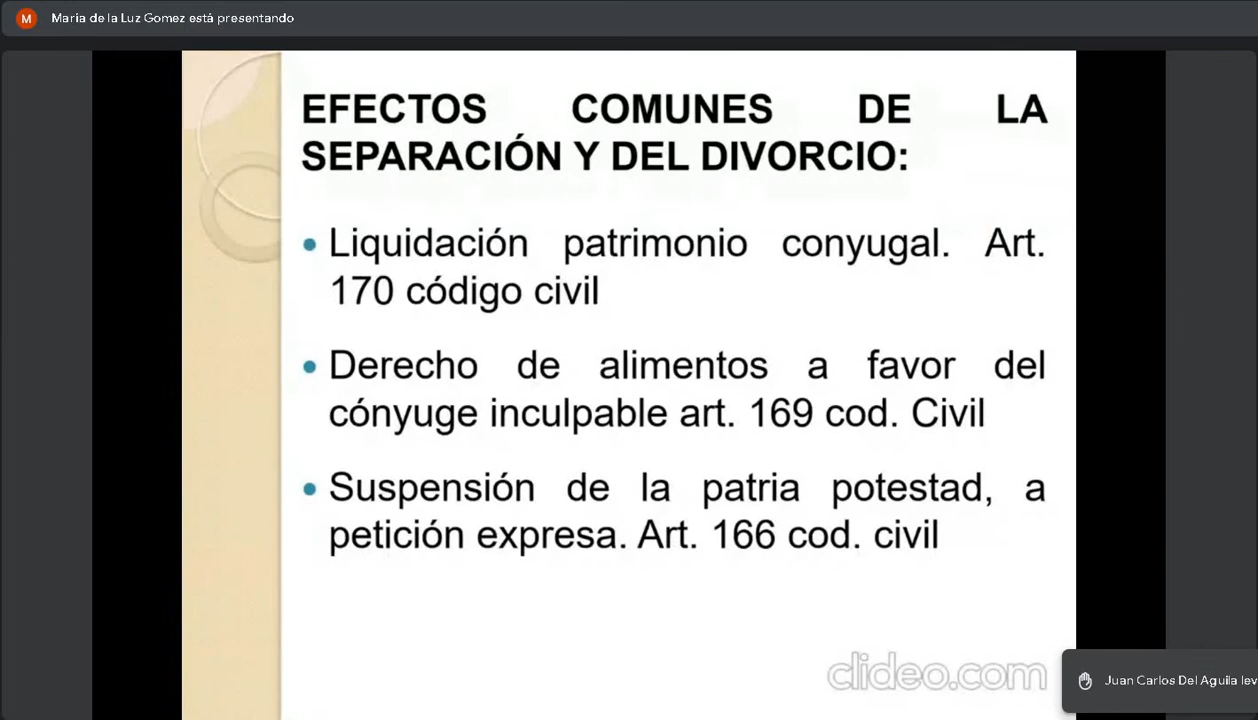 M
Maria de la Luz Gomez está presentando
EFECTOS COMUNES DE LA
SEPARACIÓN Y DEL DIVORCIO:
• Liquidación patrimonio conyugal. Art.
170 código civil
• Derecho de alimentos a favor del
cónyuge inculpable art. 169 cod. Civil
• Suspensión de la patria potestad, a
petición expresa. Art. 166 cod. civil
clideo.com
Juan Carlos Del Aguila lev